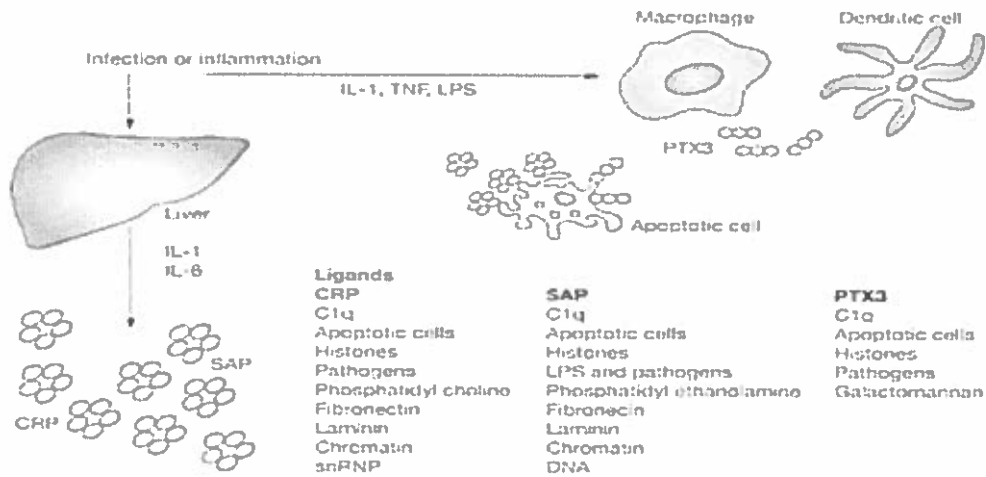 Macrophage
Dendritic cell
Infection or inflammation
IL-1, TNF, LPS
PTX3
Liver
Apoptotic cell
IL-1
IL-6
SAP
CRP
Ligands
CRP
C1q
Apoptotic cells
Histones
Pathogens
Phosphatidyl choline
Fibronectin
Laminin
Chromatin
snRNP
SAP
C1q
Apoptotic cells
Histones
LPS and pathogens
Phosphatidyl ethanolamine
Fibronecin
Laminin
Chromatin
DNA
PTX3
C1q
Apoptotic cells
Histones
Pathogens
Galactomannan